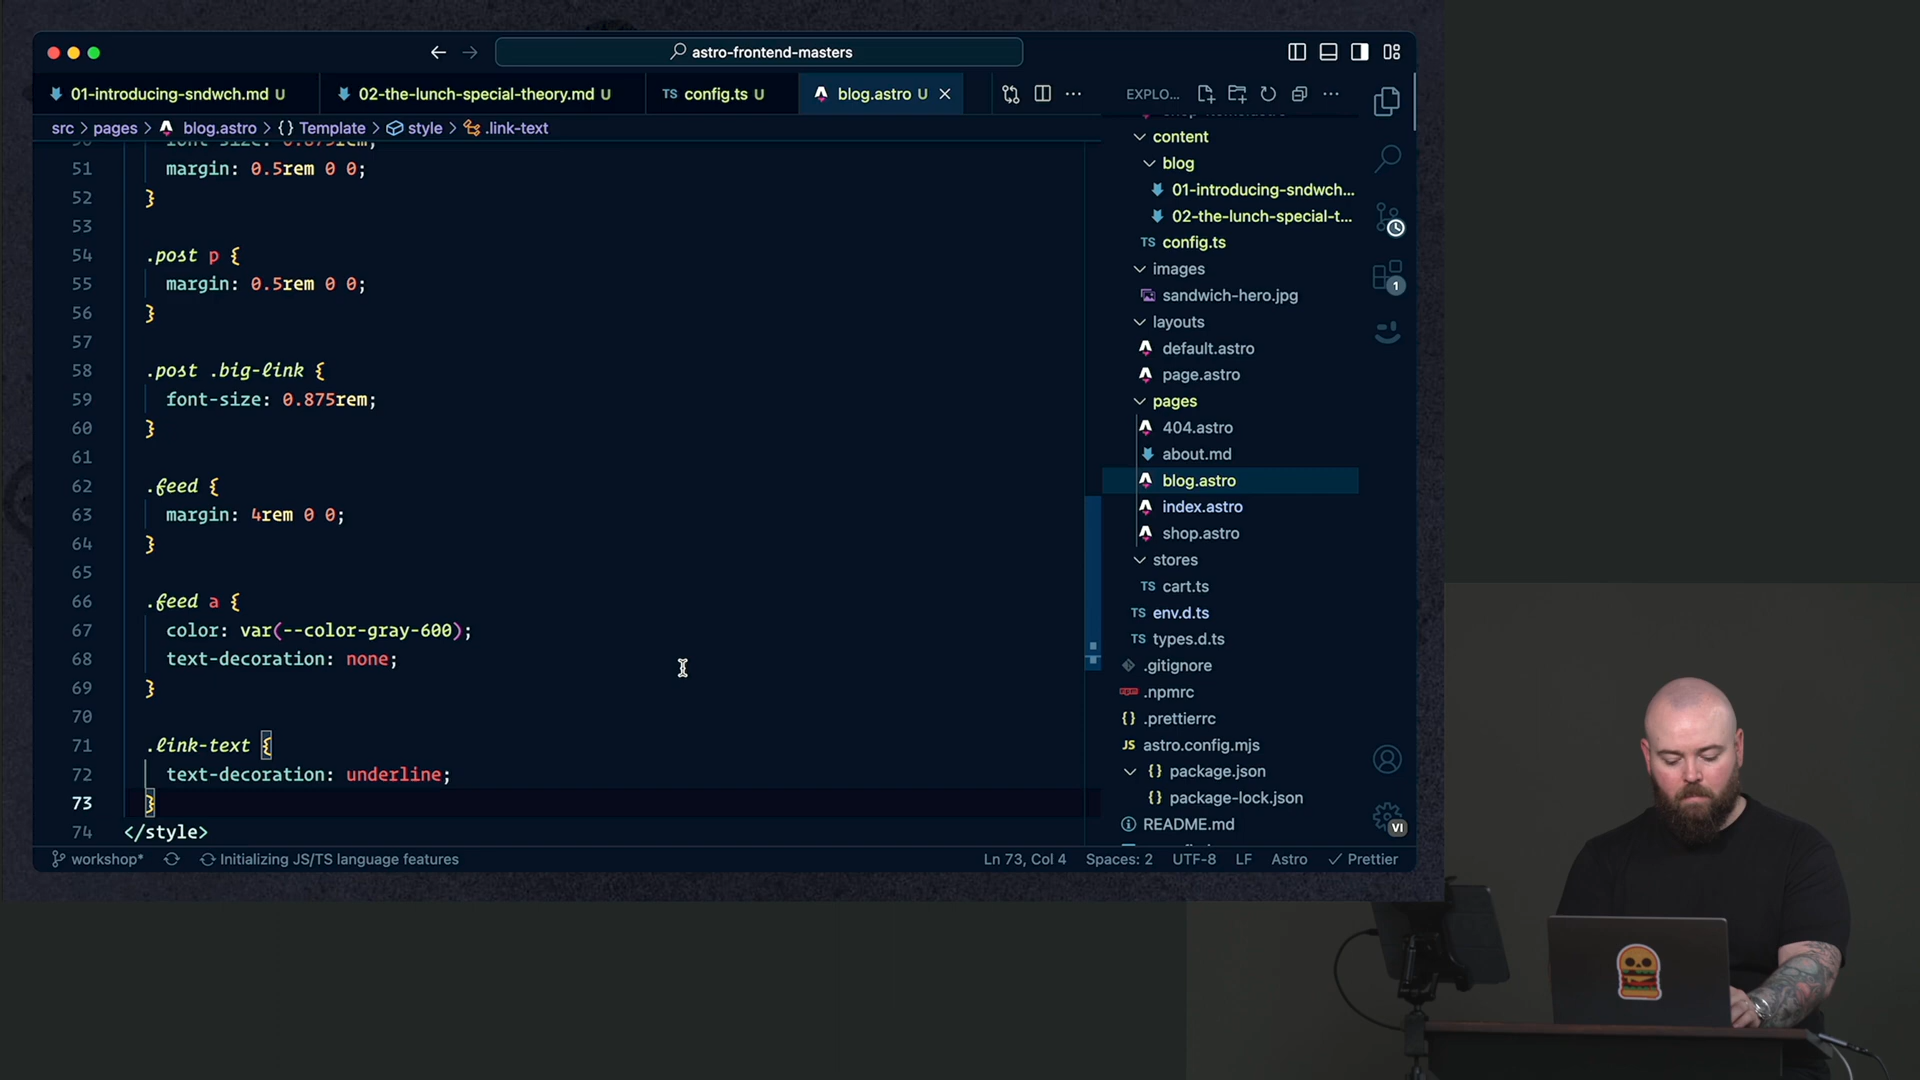 astro-frontend-masters
01-introducing-sndwch.md U
02-the-lunch-special-theory.md U
TS config.ts U
blog.astro U
EXPLO...
src > pages > blog.astro > {} Template > style > .link-text
51 margin: 0.5rem 0 0;
52 }
53
54 .post p {
55 margin: 0.5rem 0 0;
56 }
57
58 .post .big-link {
59 font-size: 0.875rem;
60 }
61
62 .feed {
63 margin: 4rem 0 0;
64 }
65
66 .feed a {
67 color: var(--color-gray-600);
68 text-decoration: none;
69 }
70
71 .link-text {
72 text-decoration: underline;
73 }
74 </style>
content
blog
01-introducing-sndwch...
02-the-lunch-special-t...
TS config.ts
images
sandwich-hero.jpg
layouts
default.astro
page.astro
pages
404.astro
about.md
blog.astro
index.astro
shop.astro
stores
TS cart.ts
TS env.d.ts
TS types.d.ts
.gitignore
.npmrc
{} .prettierrc
JS astro.config.mjs
{} package.json
{} package-lock.json
README.md
1
VI
workshop*
Initializing JS/TS language features
Ln 73, Col 4
Spaces: 2
UTF-8
LF
Astro
Prettier